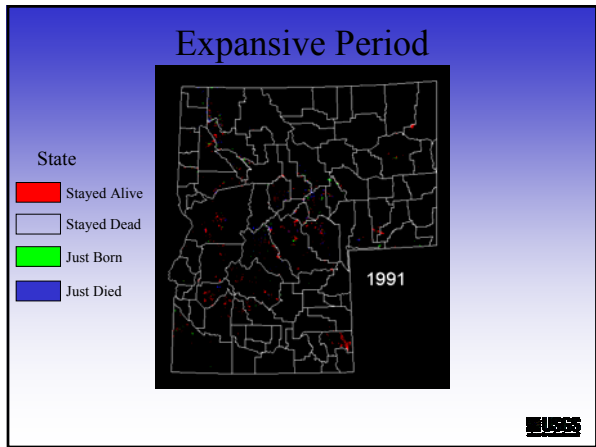 Expansive Period
State
Stayed Alive
Stayed Dead
Just Born
Just Died
1991
USGS